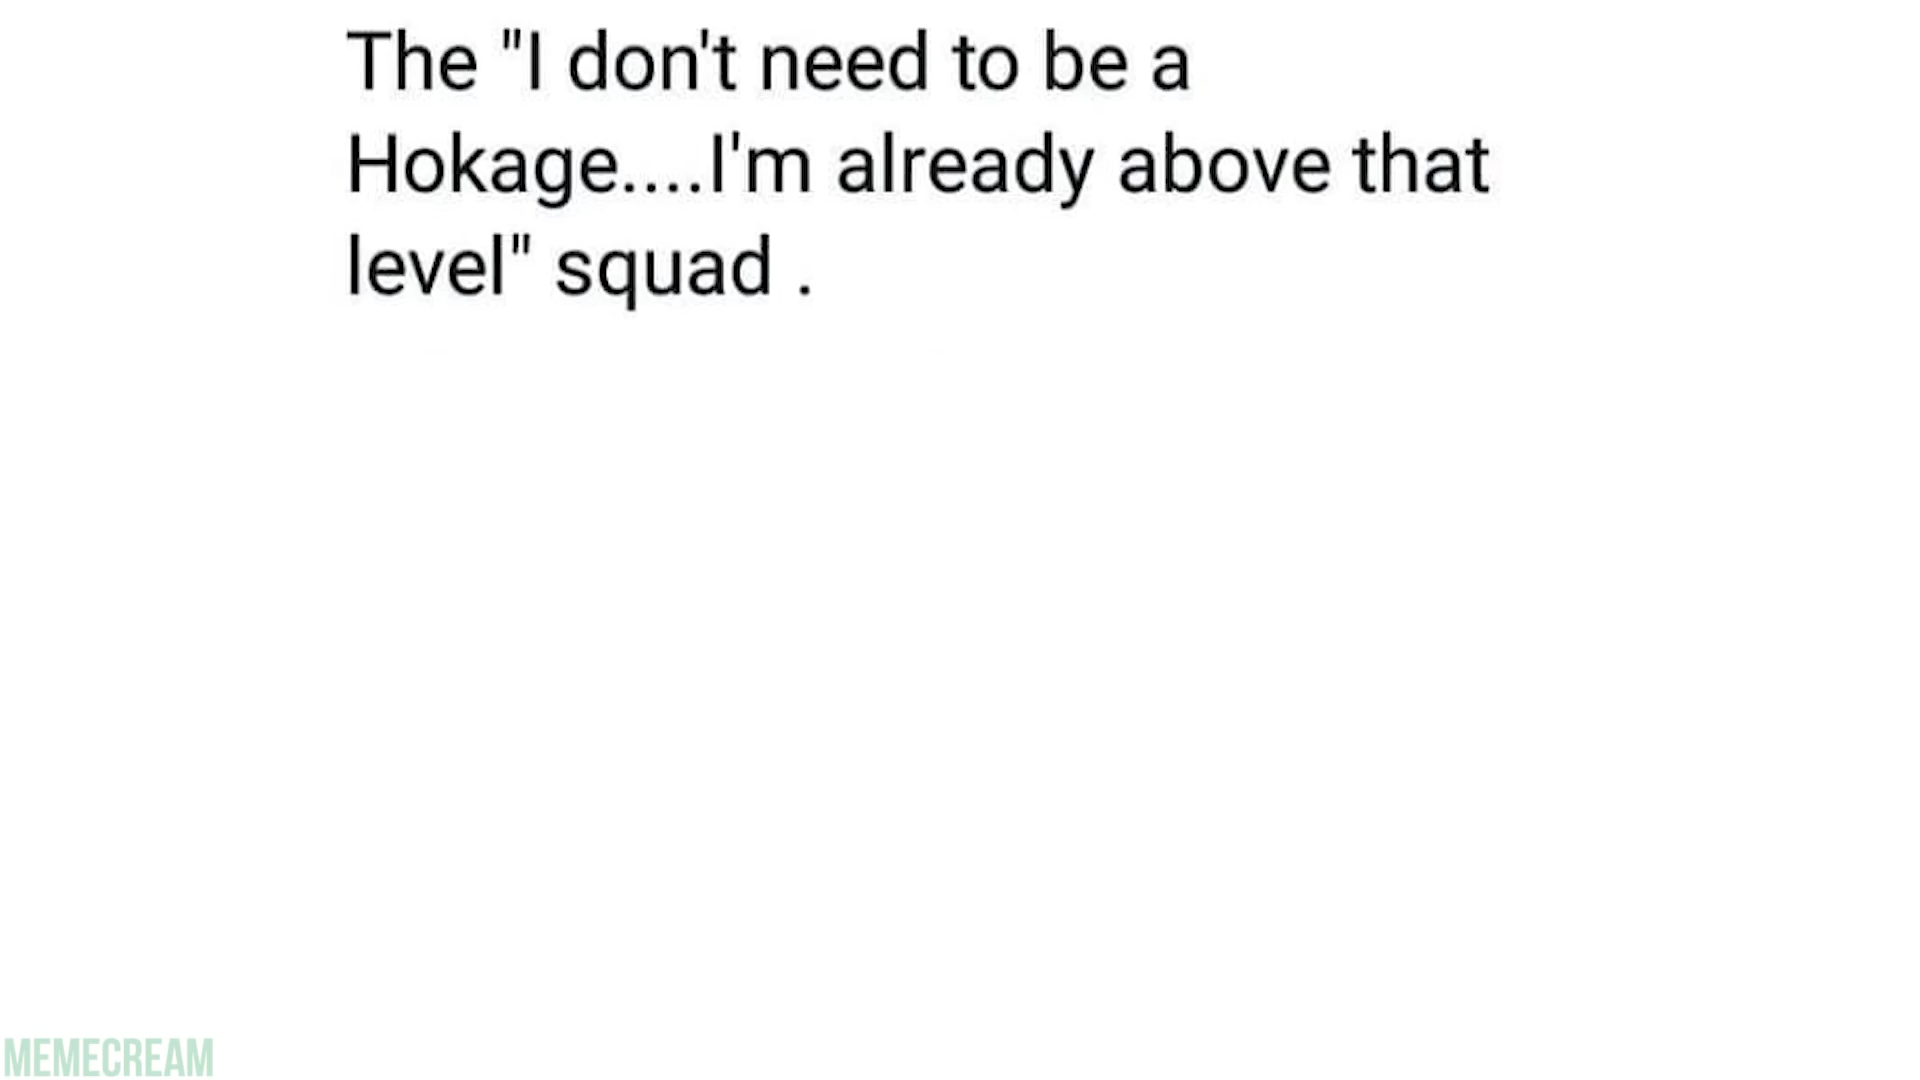 The "I don't need to be a
Hokage....I'm already above that
level" squad .
MEMECREAM